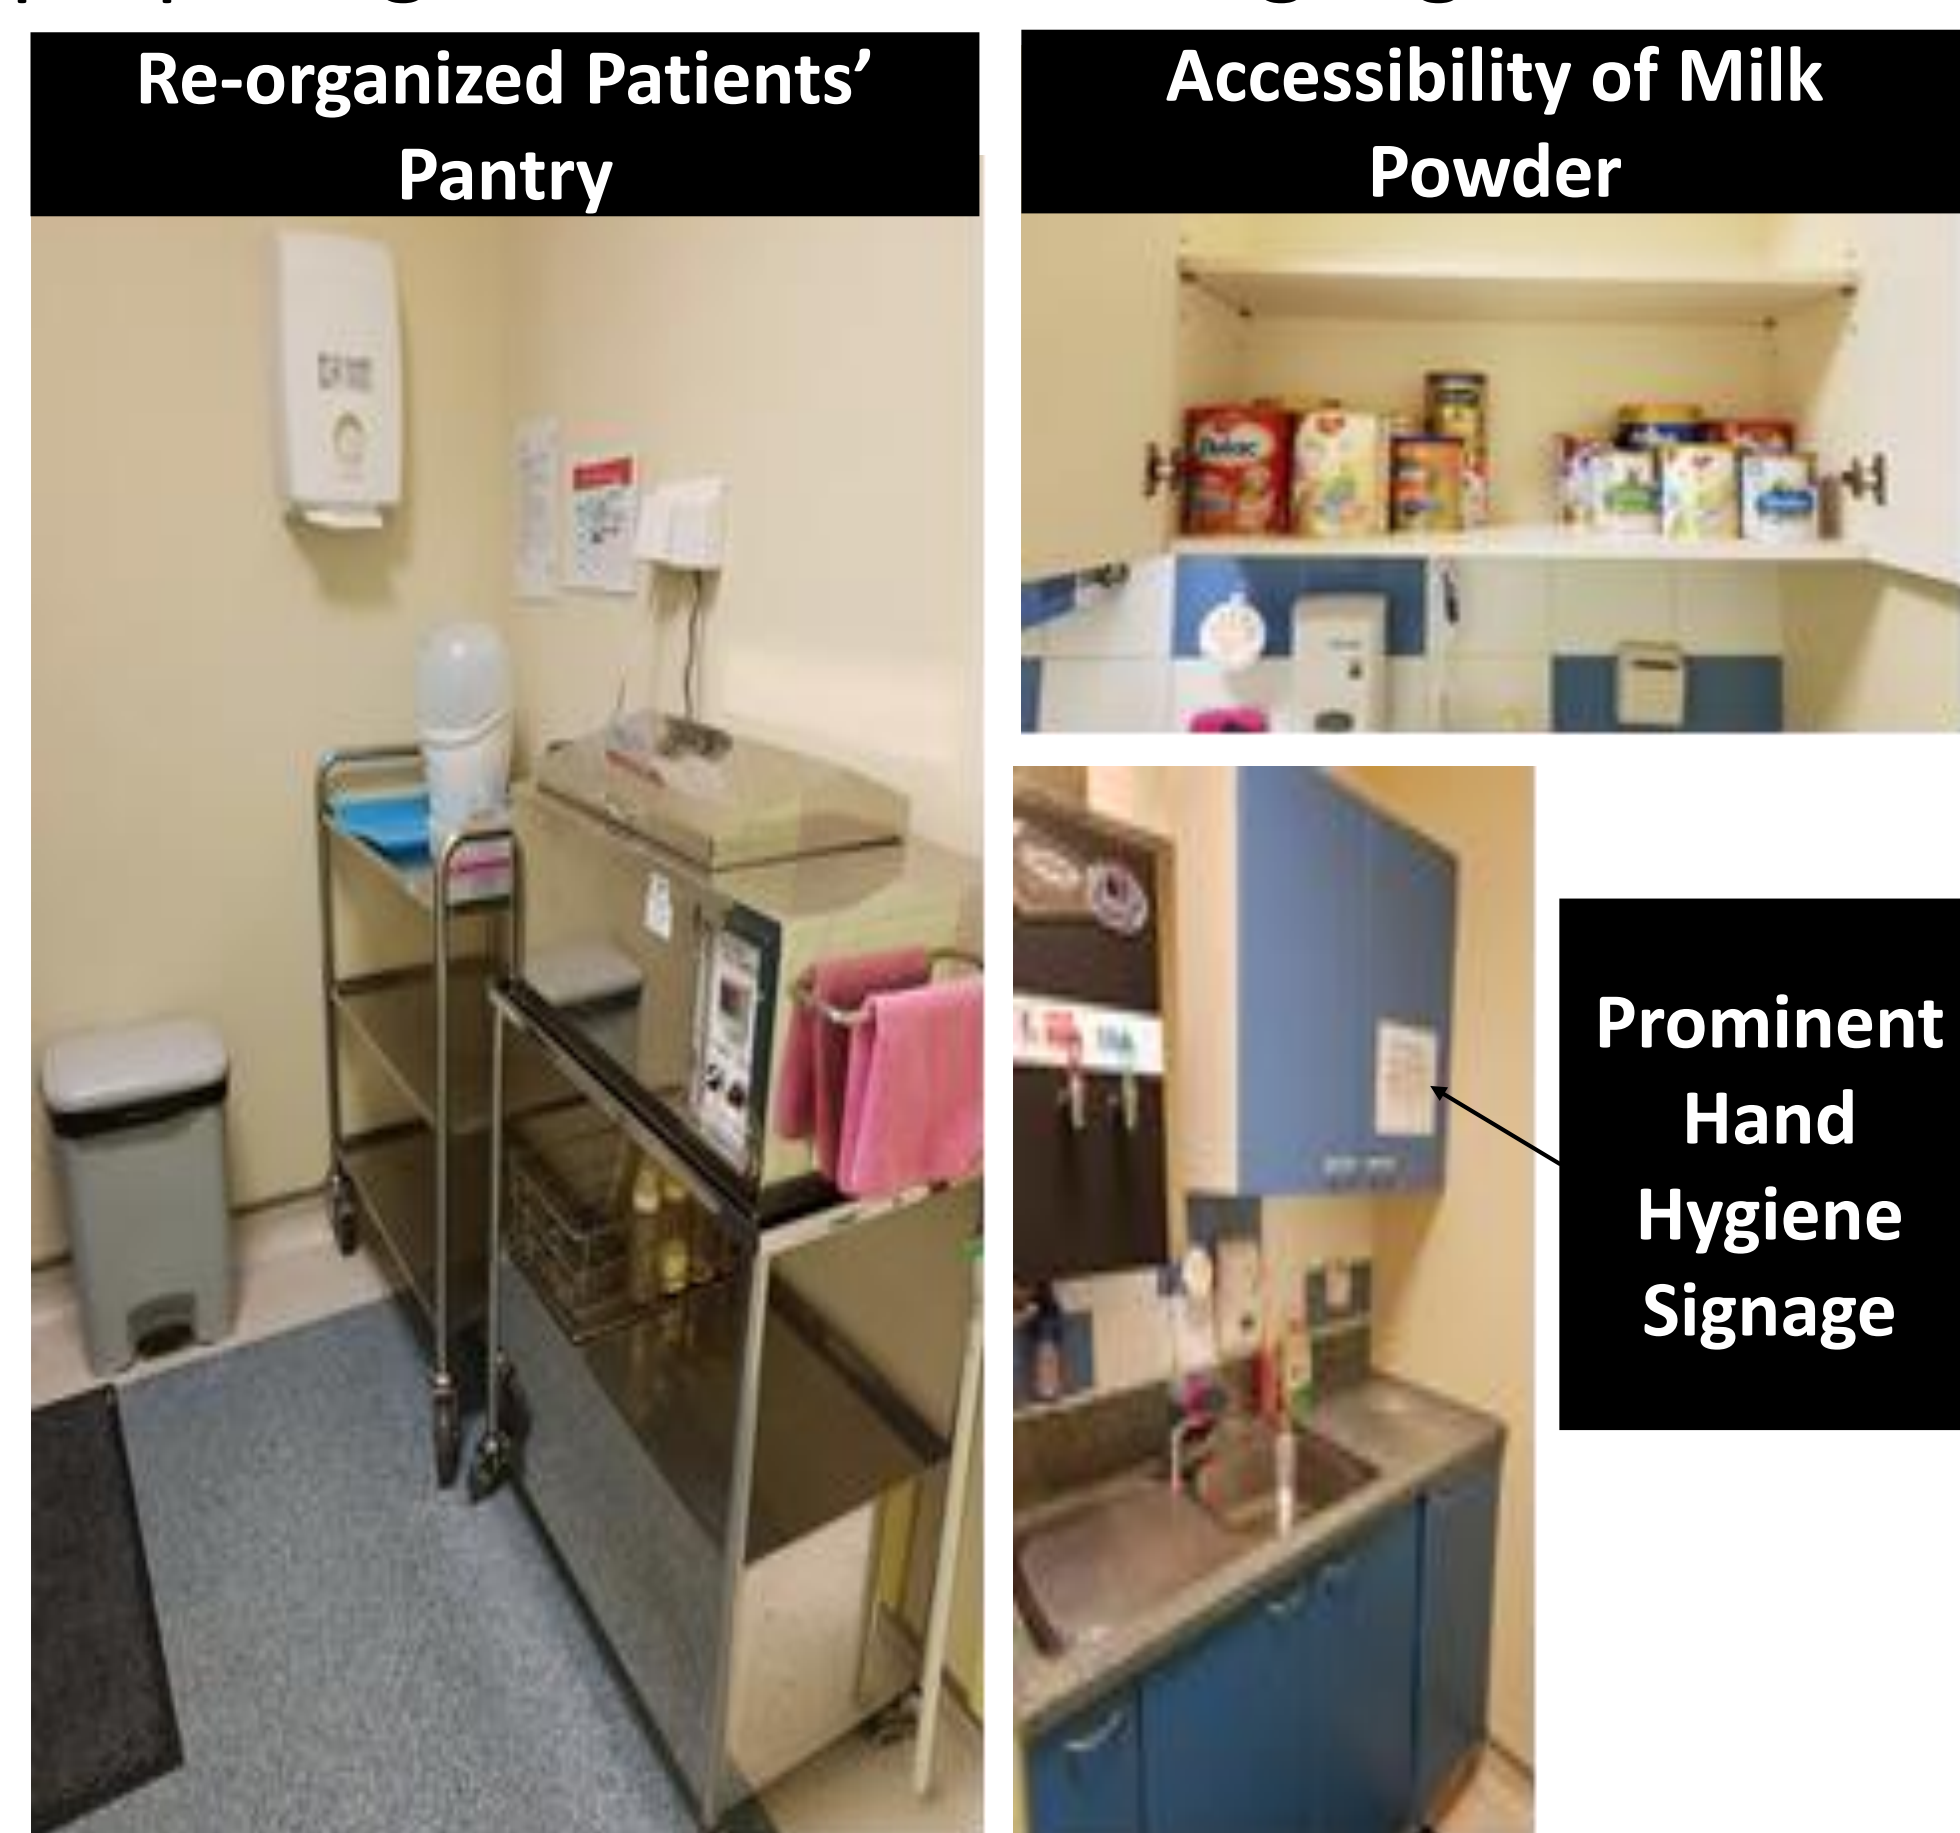 Re-organized Patients’
Pantry
Accessibility of Milk
Powder
Prominent
Hand
Hygiene
Signage